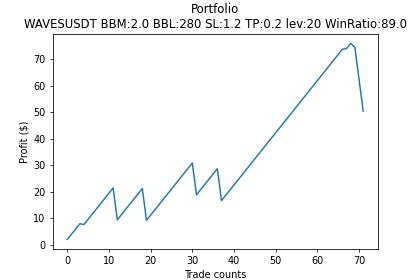 Portfolio
WAVESUSDT BBM:2.0 BBL:280 SL:1.2 TP:0.2 lev:20 WinRatio:89.0
70
60
50
40
30
20
10
0
Profit ($)
0 10 20 30 40 50 60 70
Trade counts